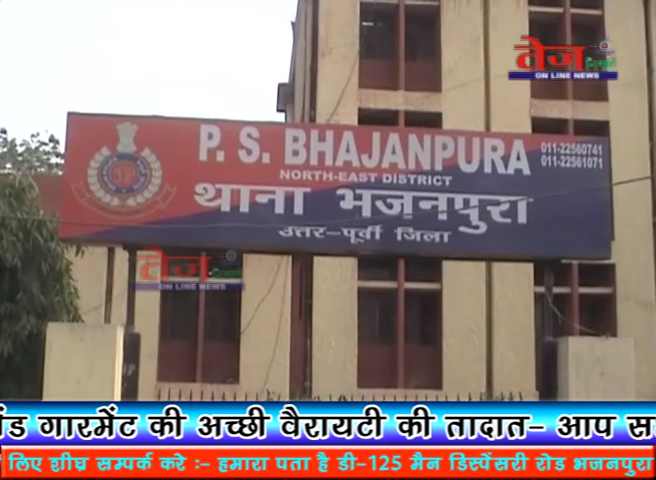 तेज
ON LINE NEWS
P. S. BHAJANPURA
011-22560741
011-22561071
NORTH-EAST DISTRICT
थाना भजनपुरा
उत्तर-पूर्वी जिला
तेज
ON LINE NEWS
गारमेंट की अच्छी वैरायटी की तादात- आप
लिए शीघ्र सम्पर्क करे :- हमारा पता है डी-125 मैन डिस्पेंसरी रोड भजनपुरा